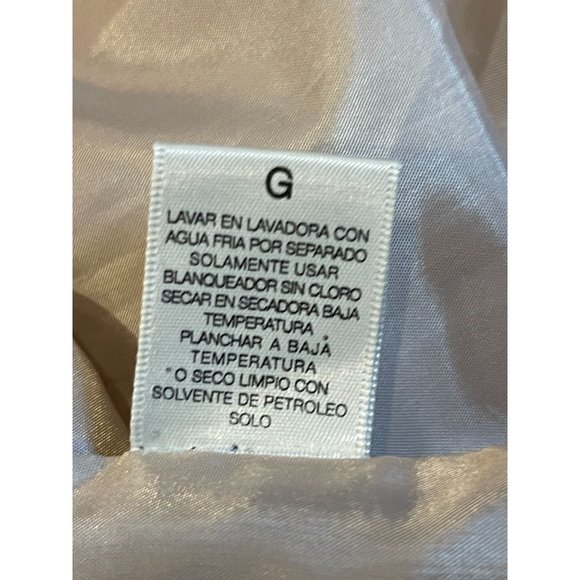 G
LAVAR EN LAVADORA CON
AGUA FRIA POR SEPARADO
SOLAMENTE USAR
BLANQUEADOR SIN CLORO
SECAR EN SECADORA BAJA
TEMPERATURA
PLANCHAR A BAJA
TEMPERATURA
"O SECO LIMPIO CON
SOLVENTE DE PETROLEO
SOLO